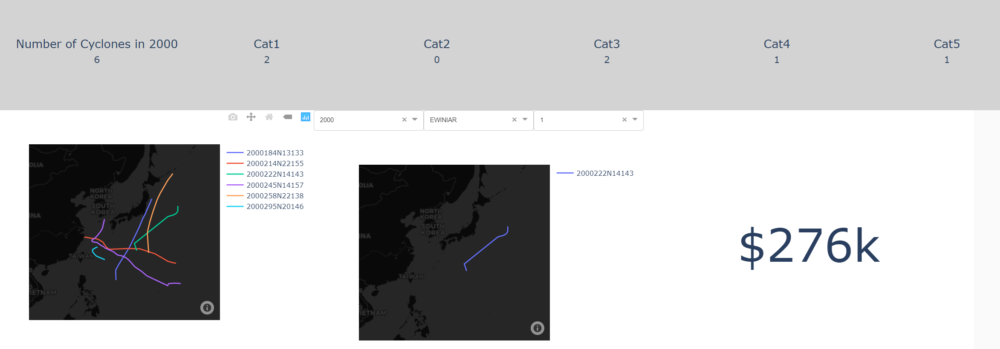 Number of Cyclones in 2000
6
Cat1
2
Cat2
0
Cat3
2
Cat4
1
Cat5
1
2000
EWINIAR
1
OLIA
NORTH
KOREA
SOUTH
KOREA
INA
TAIWAN
S
IETNAM
2000184N13133
2000214N22155
2000222N14143
2000245N14157
2000258N22138
2000295N20146
OLIA
NORTH
KOREA
SOUTH
KOREA
INA
TAIWAN
S
IETNAM
2000222N14143
$276k